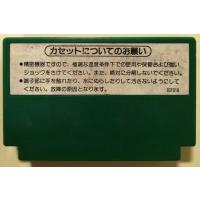 カセットについてのお願い
●精密機器ですので、極端な温度条件下での使用や保管および強い
ショックをさけてください。また、絶対に分解しないでください。
●端子部に手を触れたり、水にぬらしたりして汚さないようにして
ください。故障の原因となります。